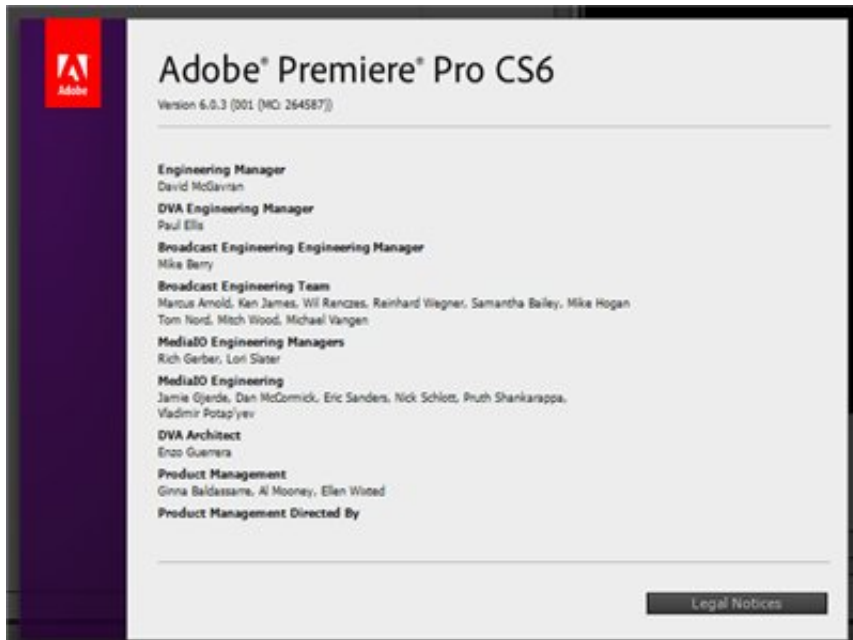 Adobe
Adobe® Premiere® Pro CS6
Version 6.0.3 (001 (MC: 264587))
Engineering Manager
David McGavran
DVA Engineering Manager
Paul Ellis
Broadcast Engineering Engineering Manager
Mike Berry
Broadcast Engineering Team
Marcus Arnold, Ken James, Wil Renczes, Reinhard Wegner, Samantha Bailey, Mike Hogan
Tom Nord, Mitch Wood, Michael Vangen
MediaIO Engineering Managers
Rich Gerber, Lori Slater
MediaIO Engineering
Jamie Gjerde, Dan McCormick, Eric Sanders, Nick Schlott, Pruth Shankarappa,
Vladimir Potap'yev
DVA Architect
Enzo Guerrera
Product Management
Ginna Baldassarre, Al Mooney, Ellen Wixted
Product Management Directed By
Legal Notices